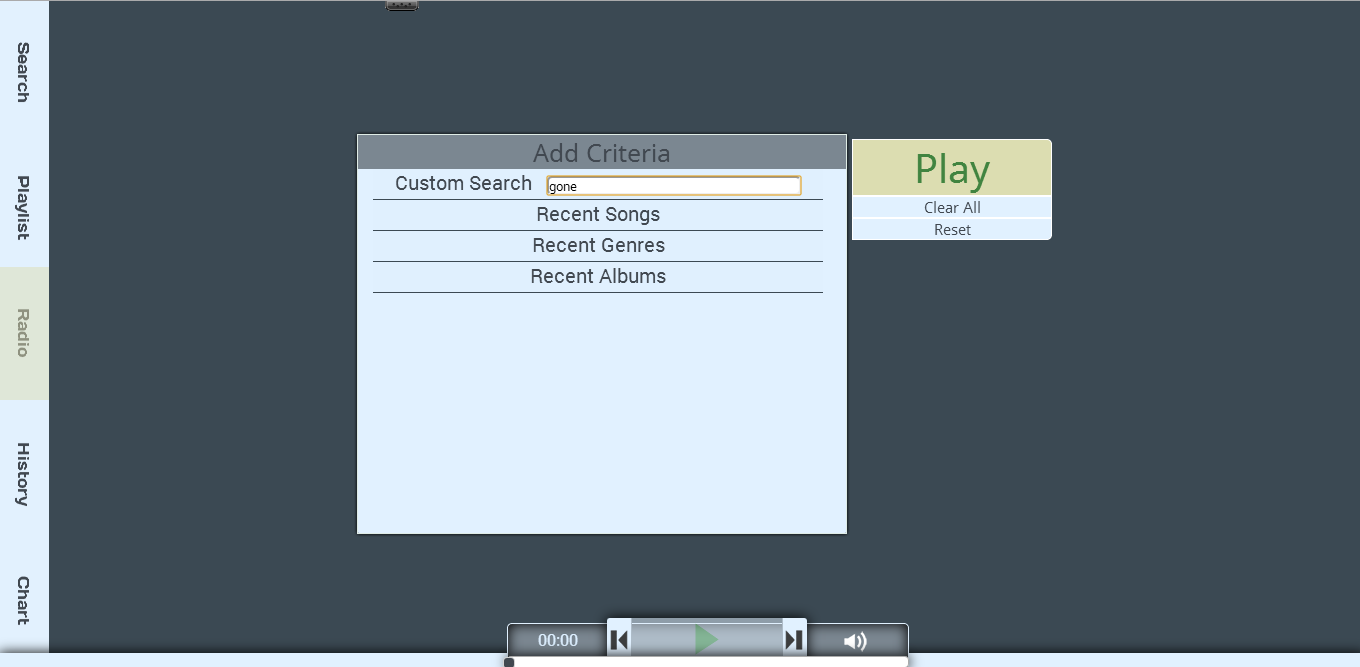 Search
Playlist
Radio
History
Chart
Add Criteria
Custom Search gone
Recent Songs
Recent Genres
Recent Albums
Play
Clear All
Reset
00:00